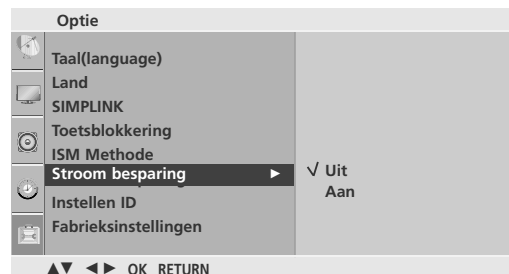 Optie
Taal(language)
Land
SIMPLINK
Toetsblokkering
ISM Methode
Stroom besparing ►
√ Uit
Aan
Instellen ID
Fabrieksinstellingen
▲▼ ◄► OK RETURN